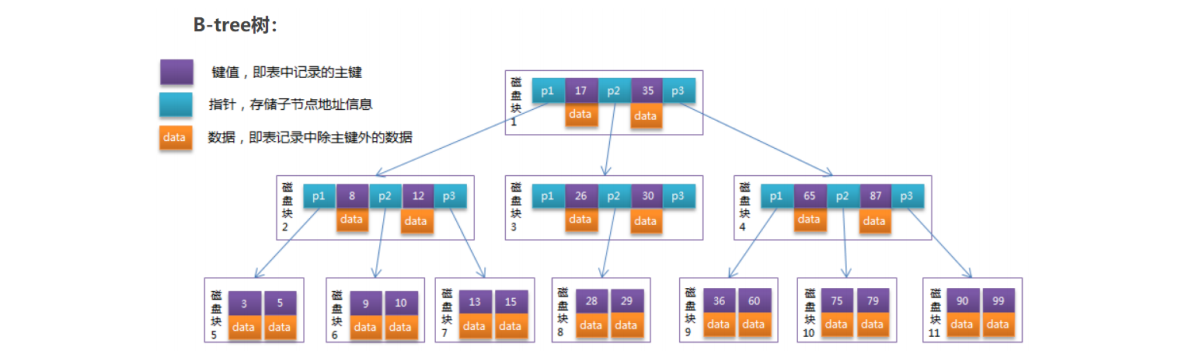 B-tree树：
键值，即表中记录的主键
指针，存储子节点地址信息
data 数据，即表记录中除主键外的数据
磁盘块1 p1 17 p2 35 p3
data data
磁盘块2 p1 8 p2 12 p3
data data
磁盘块3 p1 26 p2 30 p3
data data
磁盘块4 p1 65 p2 87 p3
data data
磁盘块5 3 5
data data
磁盘块6 9 10
data data
磁盘块7 13 15
data data
磁盘块8 28 29
data data
磁盘块9 36 60
data data
磁盘块10 75 79
data data
磁盘块11 90 99
data data